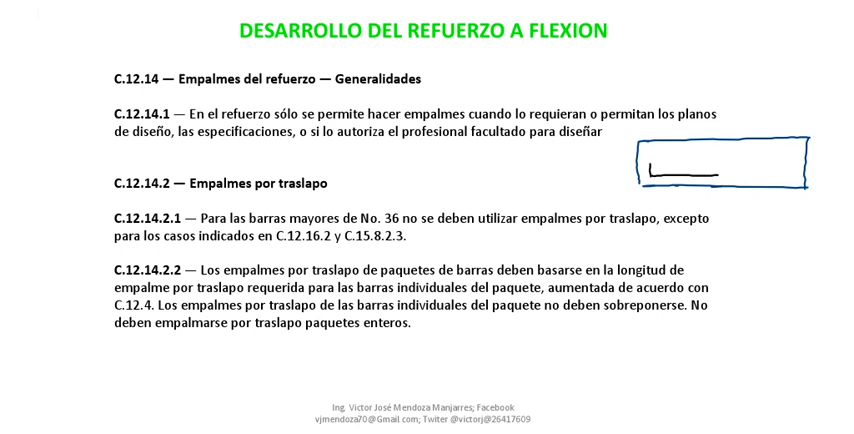 DESARROLLO DEL REFUERZO A FLEXION
C.12.14 — Empalmes del refuerzo — Generalidades
C.12.14.1 — En el refuerzo sólo se permite hacer empalmes cuando lo requieran o permitan los planos
de diseño, las especificaciones, o si lo autoriza el profesional facultado para diseñar
C.12.14.2 — Empalmes por traslapo
C.12.14.2.1 — Para las barras mayores de No. 36 no se deben utilizar empalmes por traslapo, excepto
para los casos indicados en C.12.16.2 y C.15.8.2.3.
C.12.14.2.2 — Los empalmes por traslapo de paquetes de barras deben basarse en la longitud de
empalme por traslapo requerida para las barras individuales del paquete, aumentada de acuerdo con
C.12.4. Los empalmes por traslapo de las barras individuales del paquete no deben sobreponerse. No
deben empalmarse por traslapo paquetes enteros.
Ing. Victor José Mendoza Manjarres; Facebook
vjmendoza70@Gmail.com; Twiter @victorj@26417609